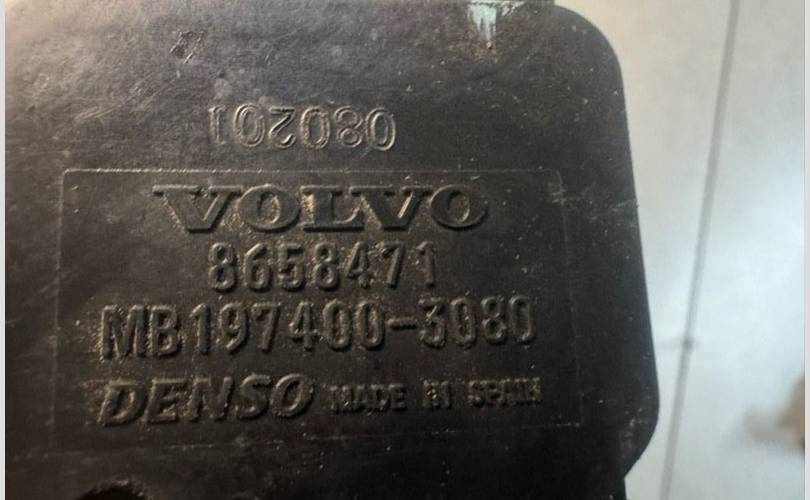 080201
VOLVO
8658471
MB197400-3080
DENSO MADE IN SPAIN